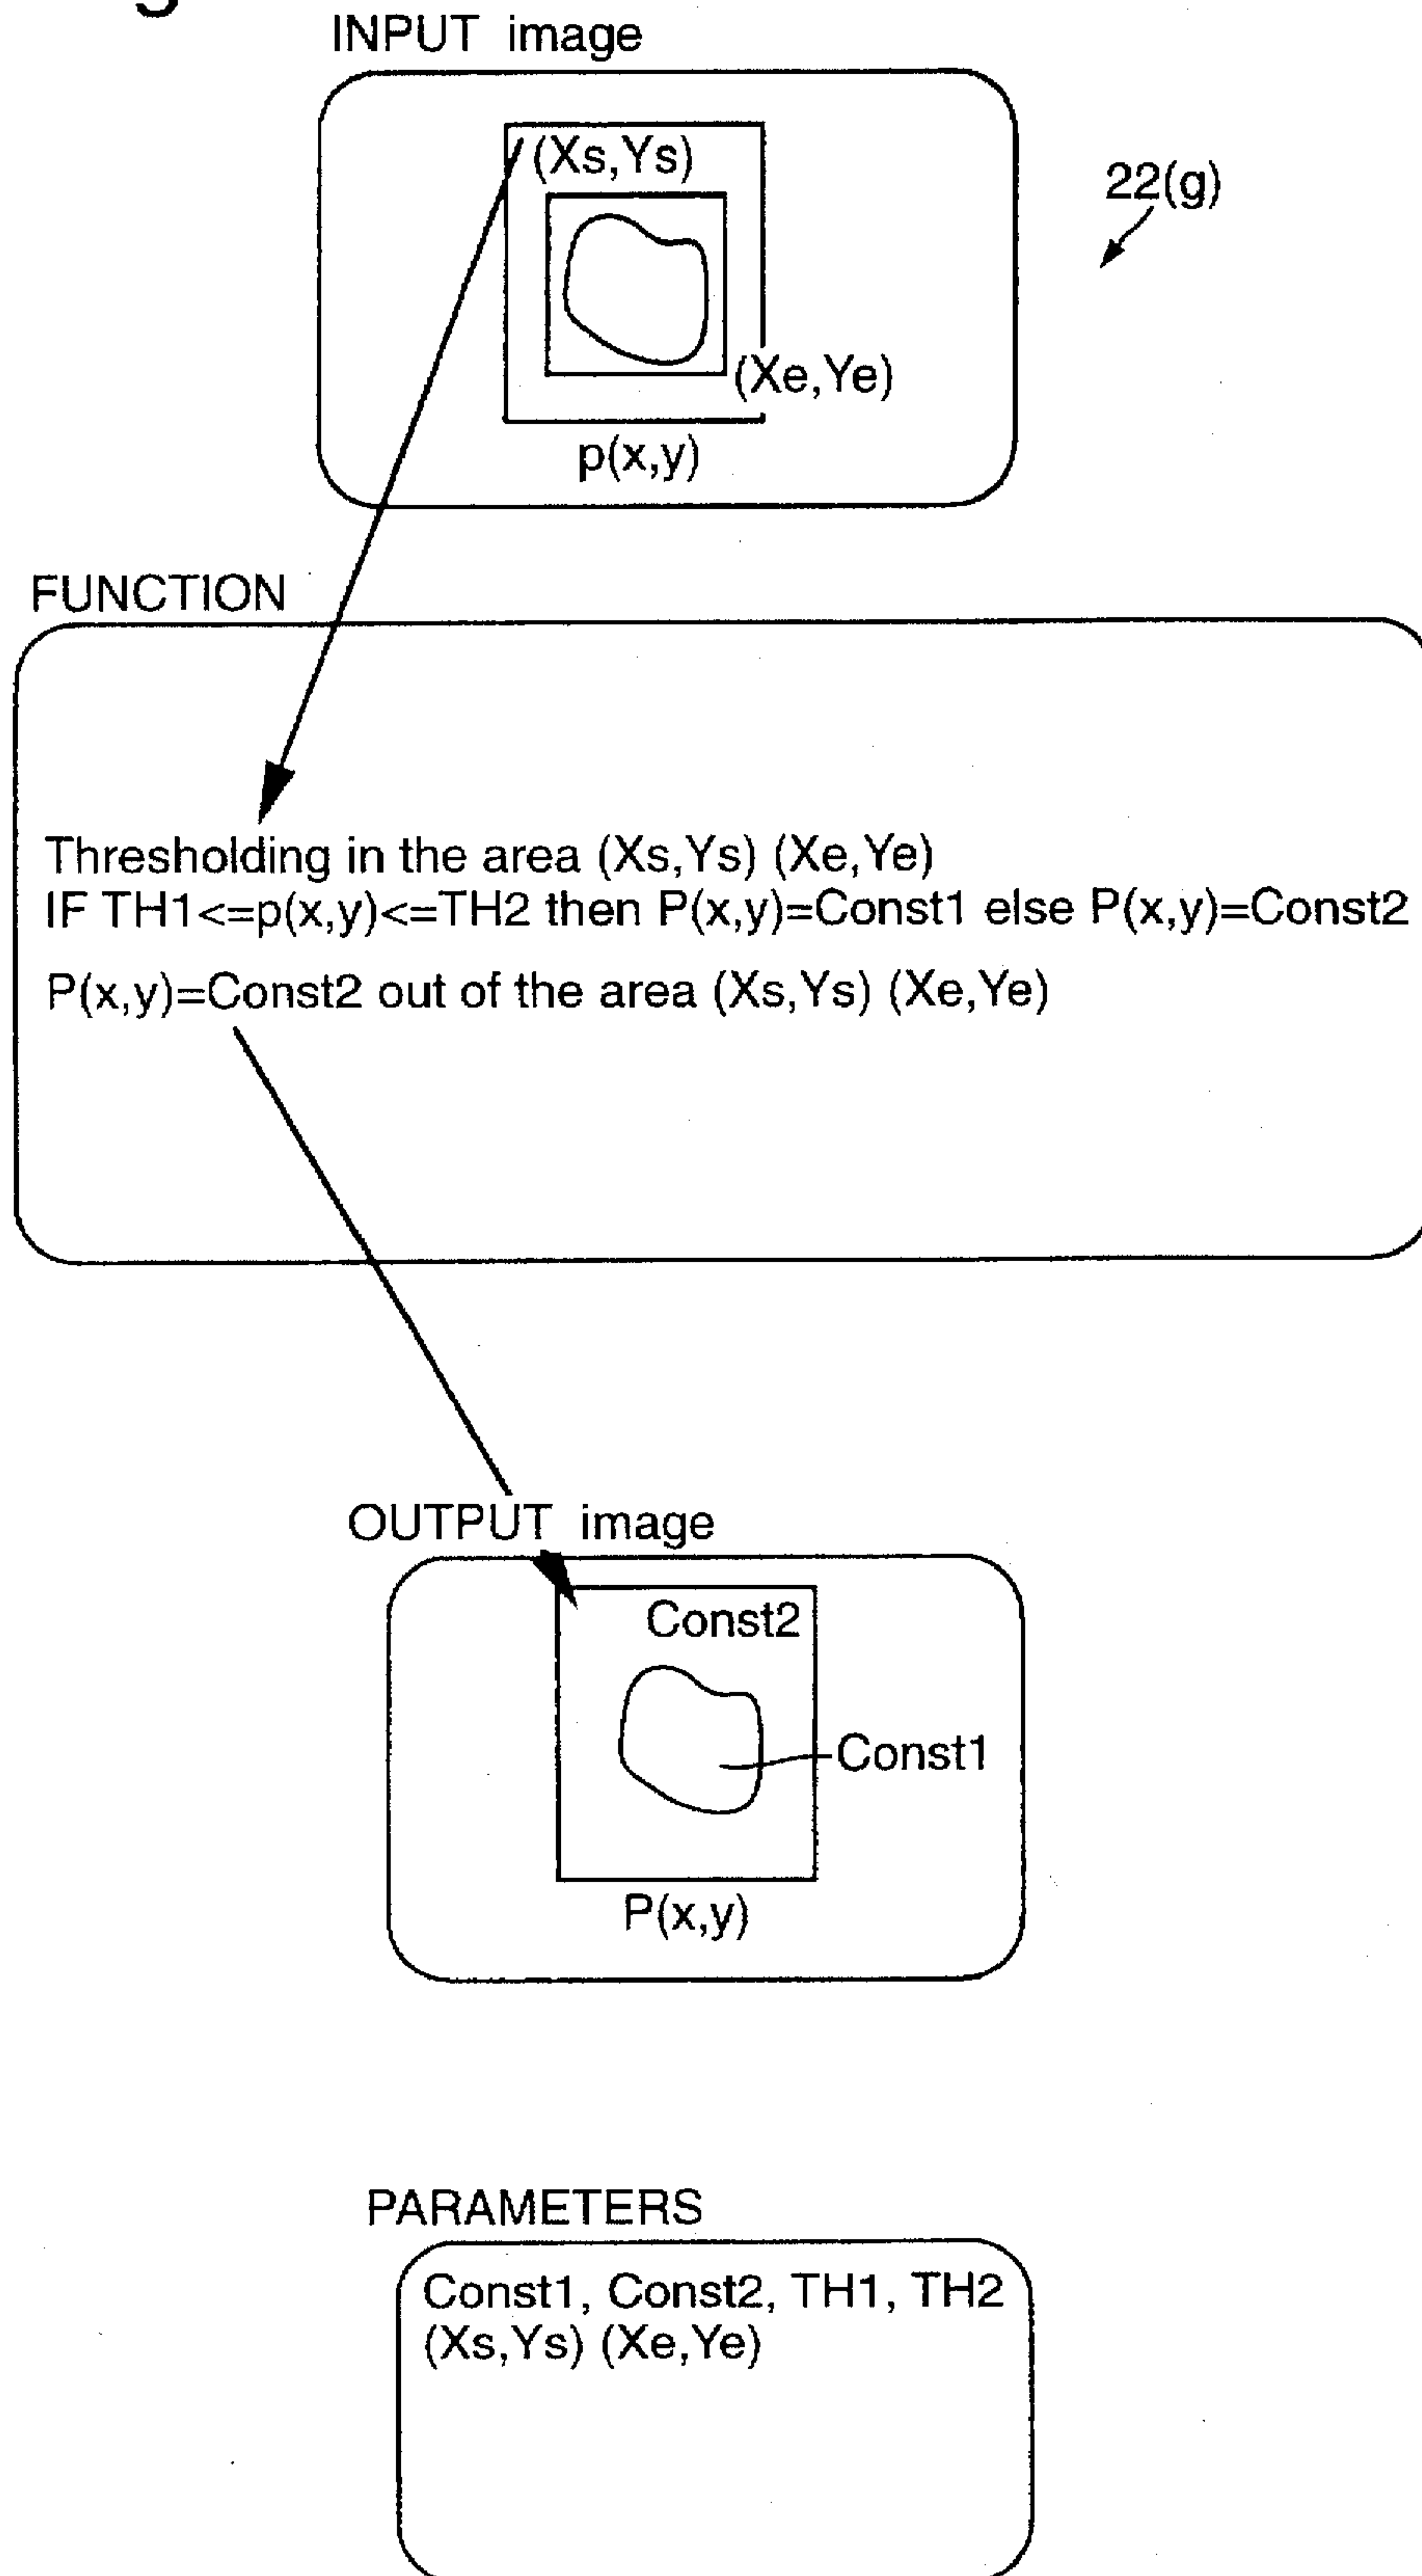 INPUT image
(Xs,Ys)
22(g)
(Xe,Ye)
p(x,y)
FUNCTION
Thresholding in the area (Xs,Ys) (Xe,Ye)
IF TH1<=p(x,y)<=TH2 then P(x,y)=Const1 else P(x,y)=Const2
P(x,y)=Const2 out of the area (Xs,Ys) (Xe,Ye)
OUTPUT image
Const2
Const1
P(x,y)
PARAMETERS
Const1, Const2, TH1, TH2
(Xs,Ys) (Xe,Ye)